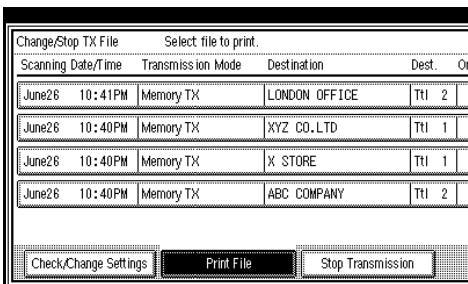 Change/Stop TX File Select file to print.
Scanning Date/Time Transmission Mode Destination Dest.
June26 10:41PM Memory TX LONDON OFFICE Ttl 2
June26 10:40PM Memory TX XYZ CO.LTD Ttl 1
June26 10:40PM Memory TX X STORE Ttl 1
June26 10:40PM Memory TX ABC COMPANY Ttl 2
Check/Change Settings Print File Stop Transmission